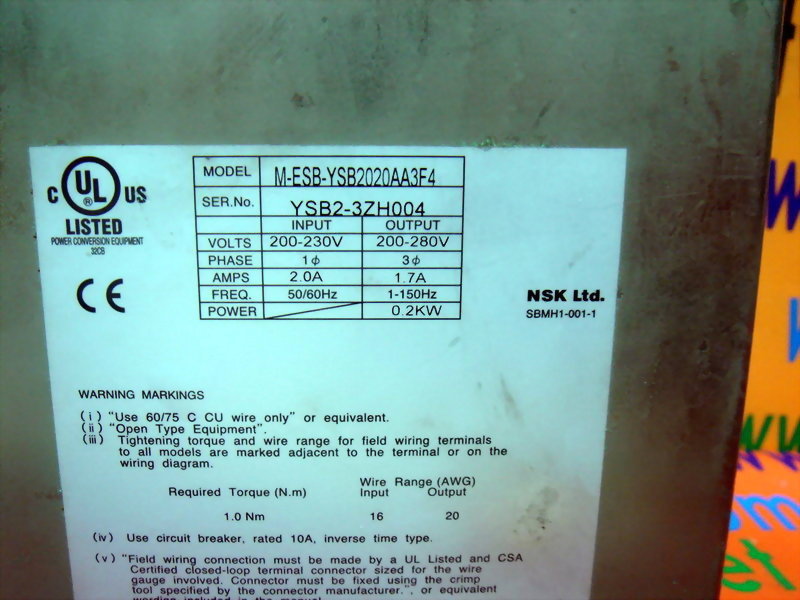 C UL ® US
LISTED
POWER CONVERSION EQUIPMENT
32CB
CE
MODEL M-ESB-YSB2020AA3F4
SER.No. YSB2-3ZH004
INPUT OUTPUT
VOLTS 200-230V 200-280V
PHASE 1ϕ 3ϕ
AMPS 2.0A 1.7A
FREQ. 50/60Hz 1-150Hz
POWER 0.2KW
NSK Ltd.
SBMH1-001-1
WARNING MARKINGS
(i) "Use 60/75 C CU wire only" or equivalent.
(ii) "Open Type Equipment".
(iii) Tightening torque and wire range for field wiring terminals
to all models are marked adjacent to the terminal or on the
wiring diagram.
Wire Range (AWG)
Required Torque (N.m) Input Output
1.0 Nm 16 20
(iv) Use circuit breaker, rated 10A, inverse time type.
(v) "Field wiring connection must be made by a UL Listed and CSA
Certified closed-loop terminal connector sized for the wire
gauge involved. Connector must be fixed using the crimp
tool specified by the connector manufacturer.", or equivalent
wording included in the manual.